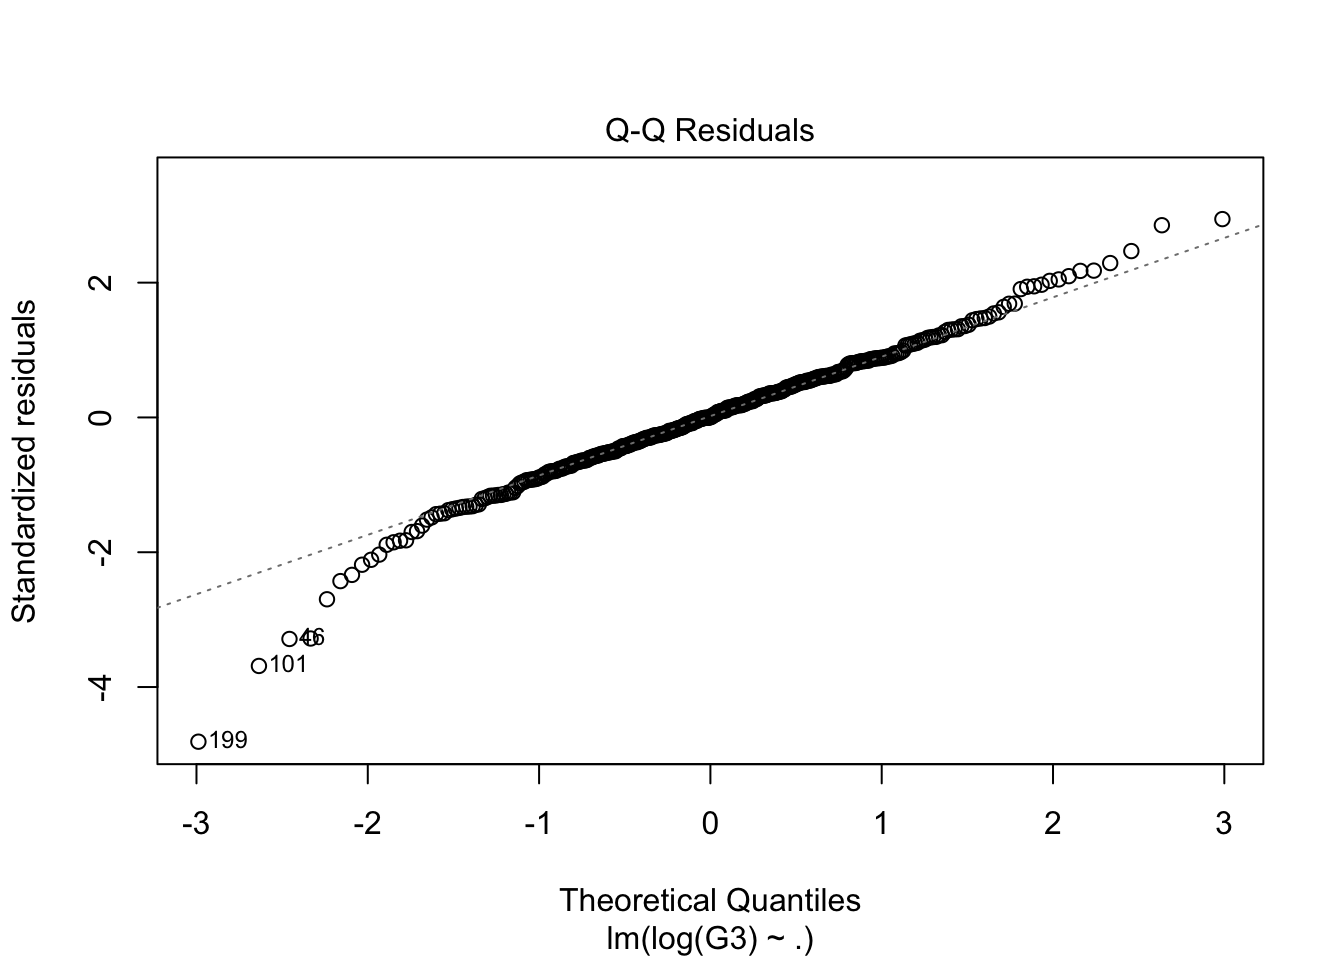 Q-Q Residuals
Standardized residuals
2
0
-2
-4
46
101
199
-3 -2 -1 0 1 2 3
Theoretical Quantiles
lm(log(G3) ~ .)